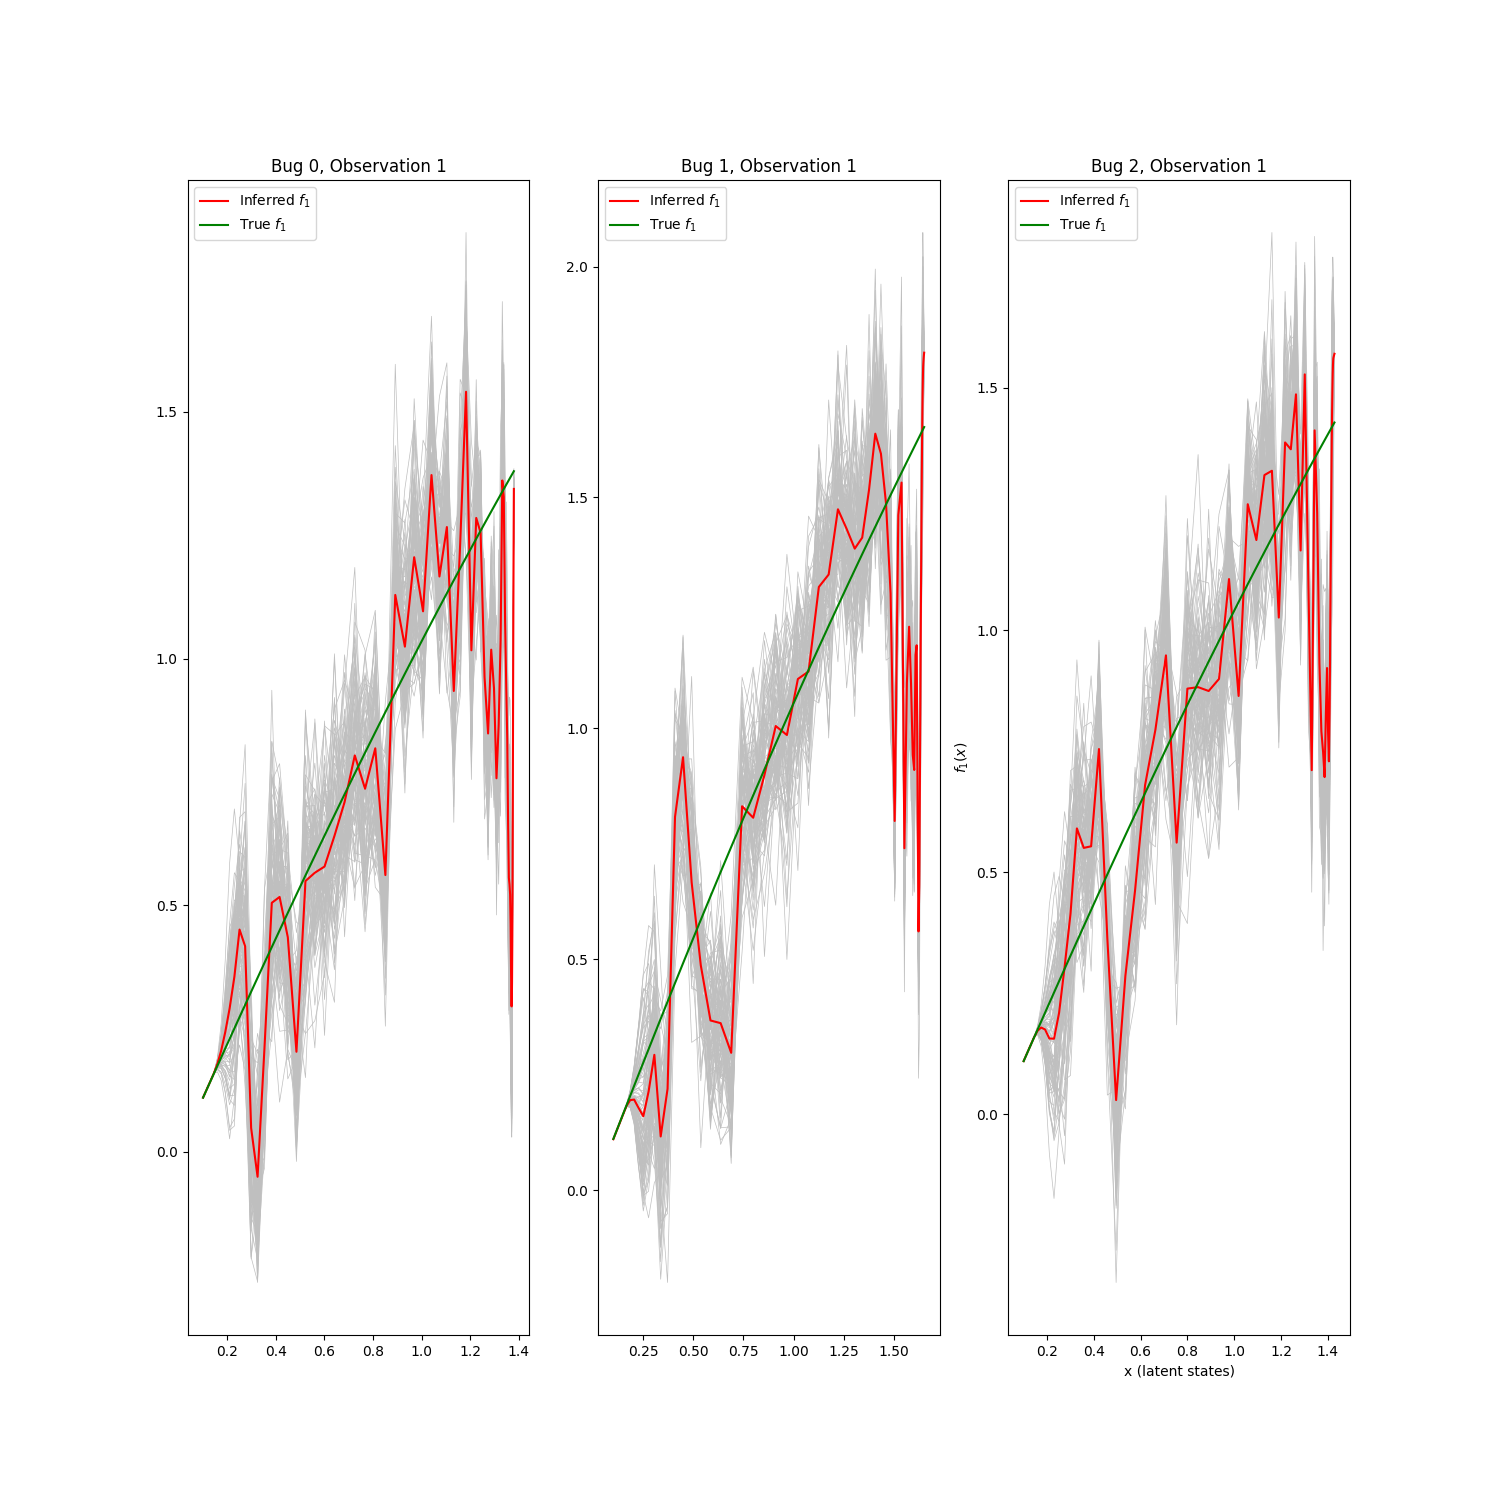 Bug 0, Observation 1
Inferred f₁
True f₁
1.5
1.0
0.5
0.0
0.2 0.4 0.6 0.8 1.0 1.2 1.4
Bug 1, Observation 1
Inferred f₁
True f₁
2.0
1.5
1.0
0.5
0.0
0.25 0.50 0.75 1.00 1.25 1.50
Bug 2, Observation 1
Inferred f₁
True f₁
f₁(x)
1.5
1.0
0.5
0.0
0.2 0.4 0.6 0.8 1.0 1.2 1.4
x (latent states)